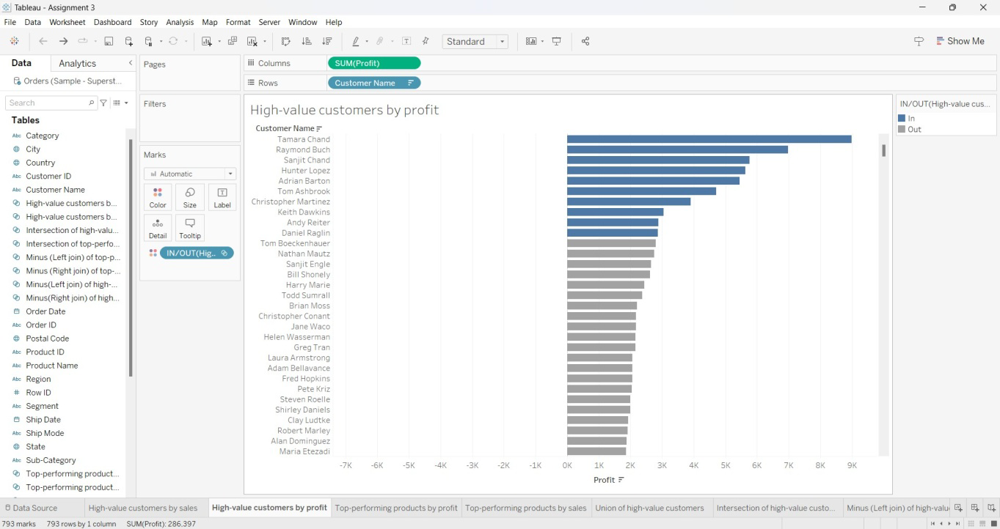 Tableau - Assignment 3
File Data Worksheet Dashboard Story Analysis Map Format Server Window Help
Standard
Show Me
Data Analytics
Orders (Sample - Superst...
Search
Tables
Abc Category
City
Country
Abc Customer ID
Abc Customer Name
High-value customers b...
High-value customers b...
Intersection of high-valu...
Intersection of top-perfo...
Minus (Left join) of top-p...
Minus (Right join) of top-...
Minus(Left join) of high-...
Minus(Right join) of high...
Order Date
Abc Order ID
Postal Code
Abc Product ID
Abc Product Name
Abc Region
# Row ID
Abc Segment
Ship Date
Abc Ship Mode
State
Abc Sub-Category
Top-performing product...
Top-performing product...
Pages
Filters
Marks
Automatic
Color Size Label
Detail Tooltip
IN/OUT(Hig..
Columns SUM(Profit)
Rows Customer Name
High-value customers by profit
Customer Name
Tamara Chand
Raymond Buch
Sanjit Chand
Hunter Lopez
Adrian Barton
Tom Ashbrook
Christopher Martinez
Keith Dawkins
Andy Reiter
Daniel Raglin
Tom Boeckenhauer
Nathan Mautz
Sanjit Engle
Bill Shonely
Harry Marie
Todd Sumrall
Brian Moss
Christopher Conant
Jane Waco
Helen Wasserman
Greg Tran
Laura Armstrong
Adam Bellavance
Fred Hopkins
Pete Kriz
Steven Roelle
Shirley Daniels
Clay Ludtke
Robert Marley
Alan Dominguez
Maria Etezadi
-7K -6K -5K -4K -3K -2K -1K 0K 1K 2K 3K 4K 5K 6K 7K 8K 9K
Profit
IN/OUT(High-value cus...
In
Out
Data Source High-value customers by sales High-value customers by profit Top-performing products by profit Top-performing products by sales Union of high-value customers Intersection of high-value custo... Minus (Left join) of high-valu
793 marks 793 rows by 1 column SUM(Profit): 286,397